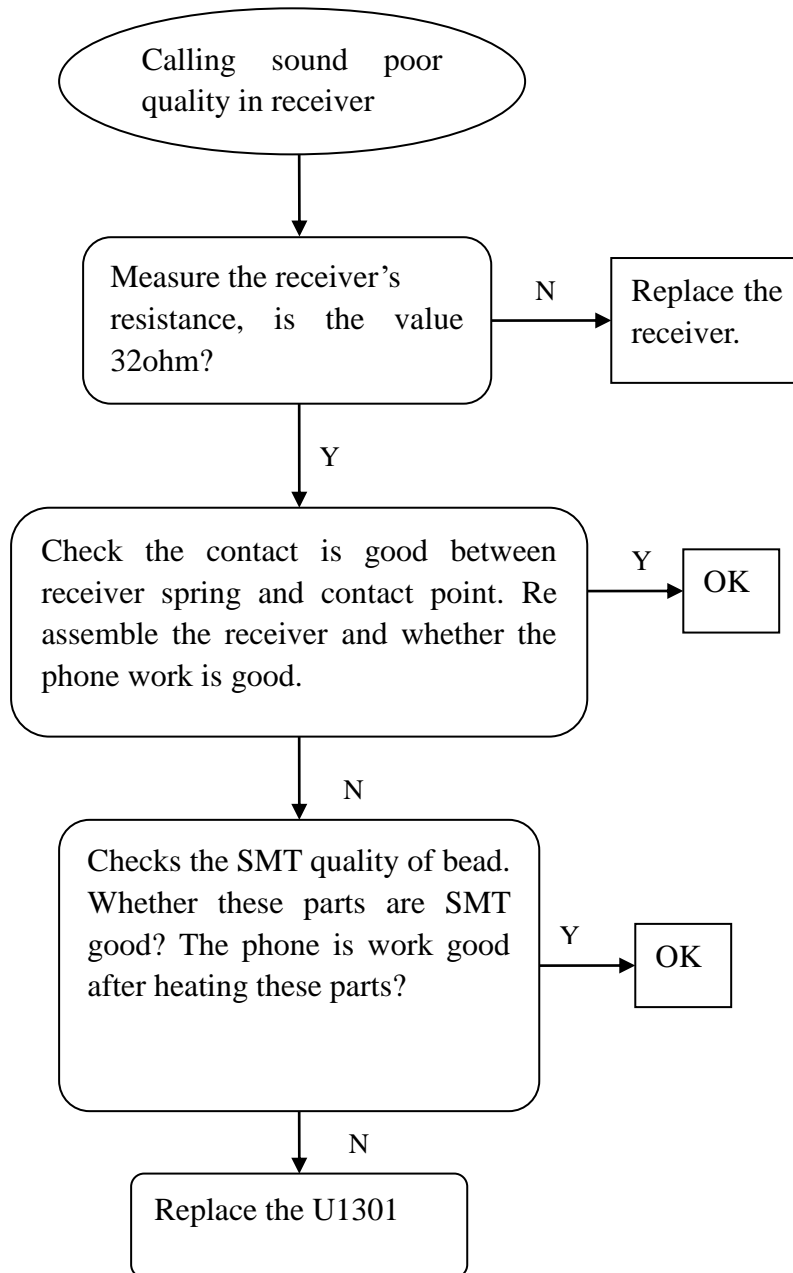 Calling sound poor
quality in receiver
Measure the receiver’s
resistance, is the value
32ohm?
N
Replace the
receiver.
Y
Check the contact is good between
receiver spring and contact point. Re
assemble the receiver and whether the
phone work is good.
Y
OK
N
Checks the SMT quality of bead.
Whether these parts are SMT
good? The phone is work good
after heating these parts?
Y
OK
N
Replace the U1301